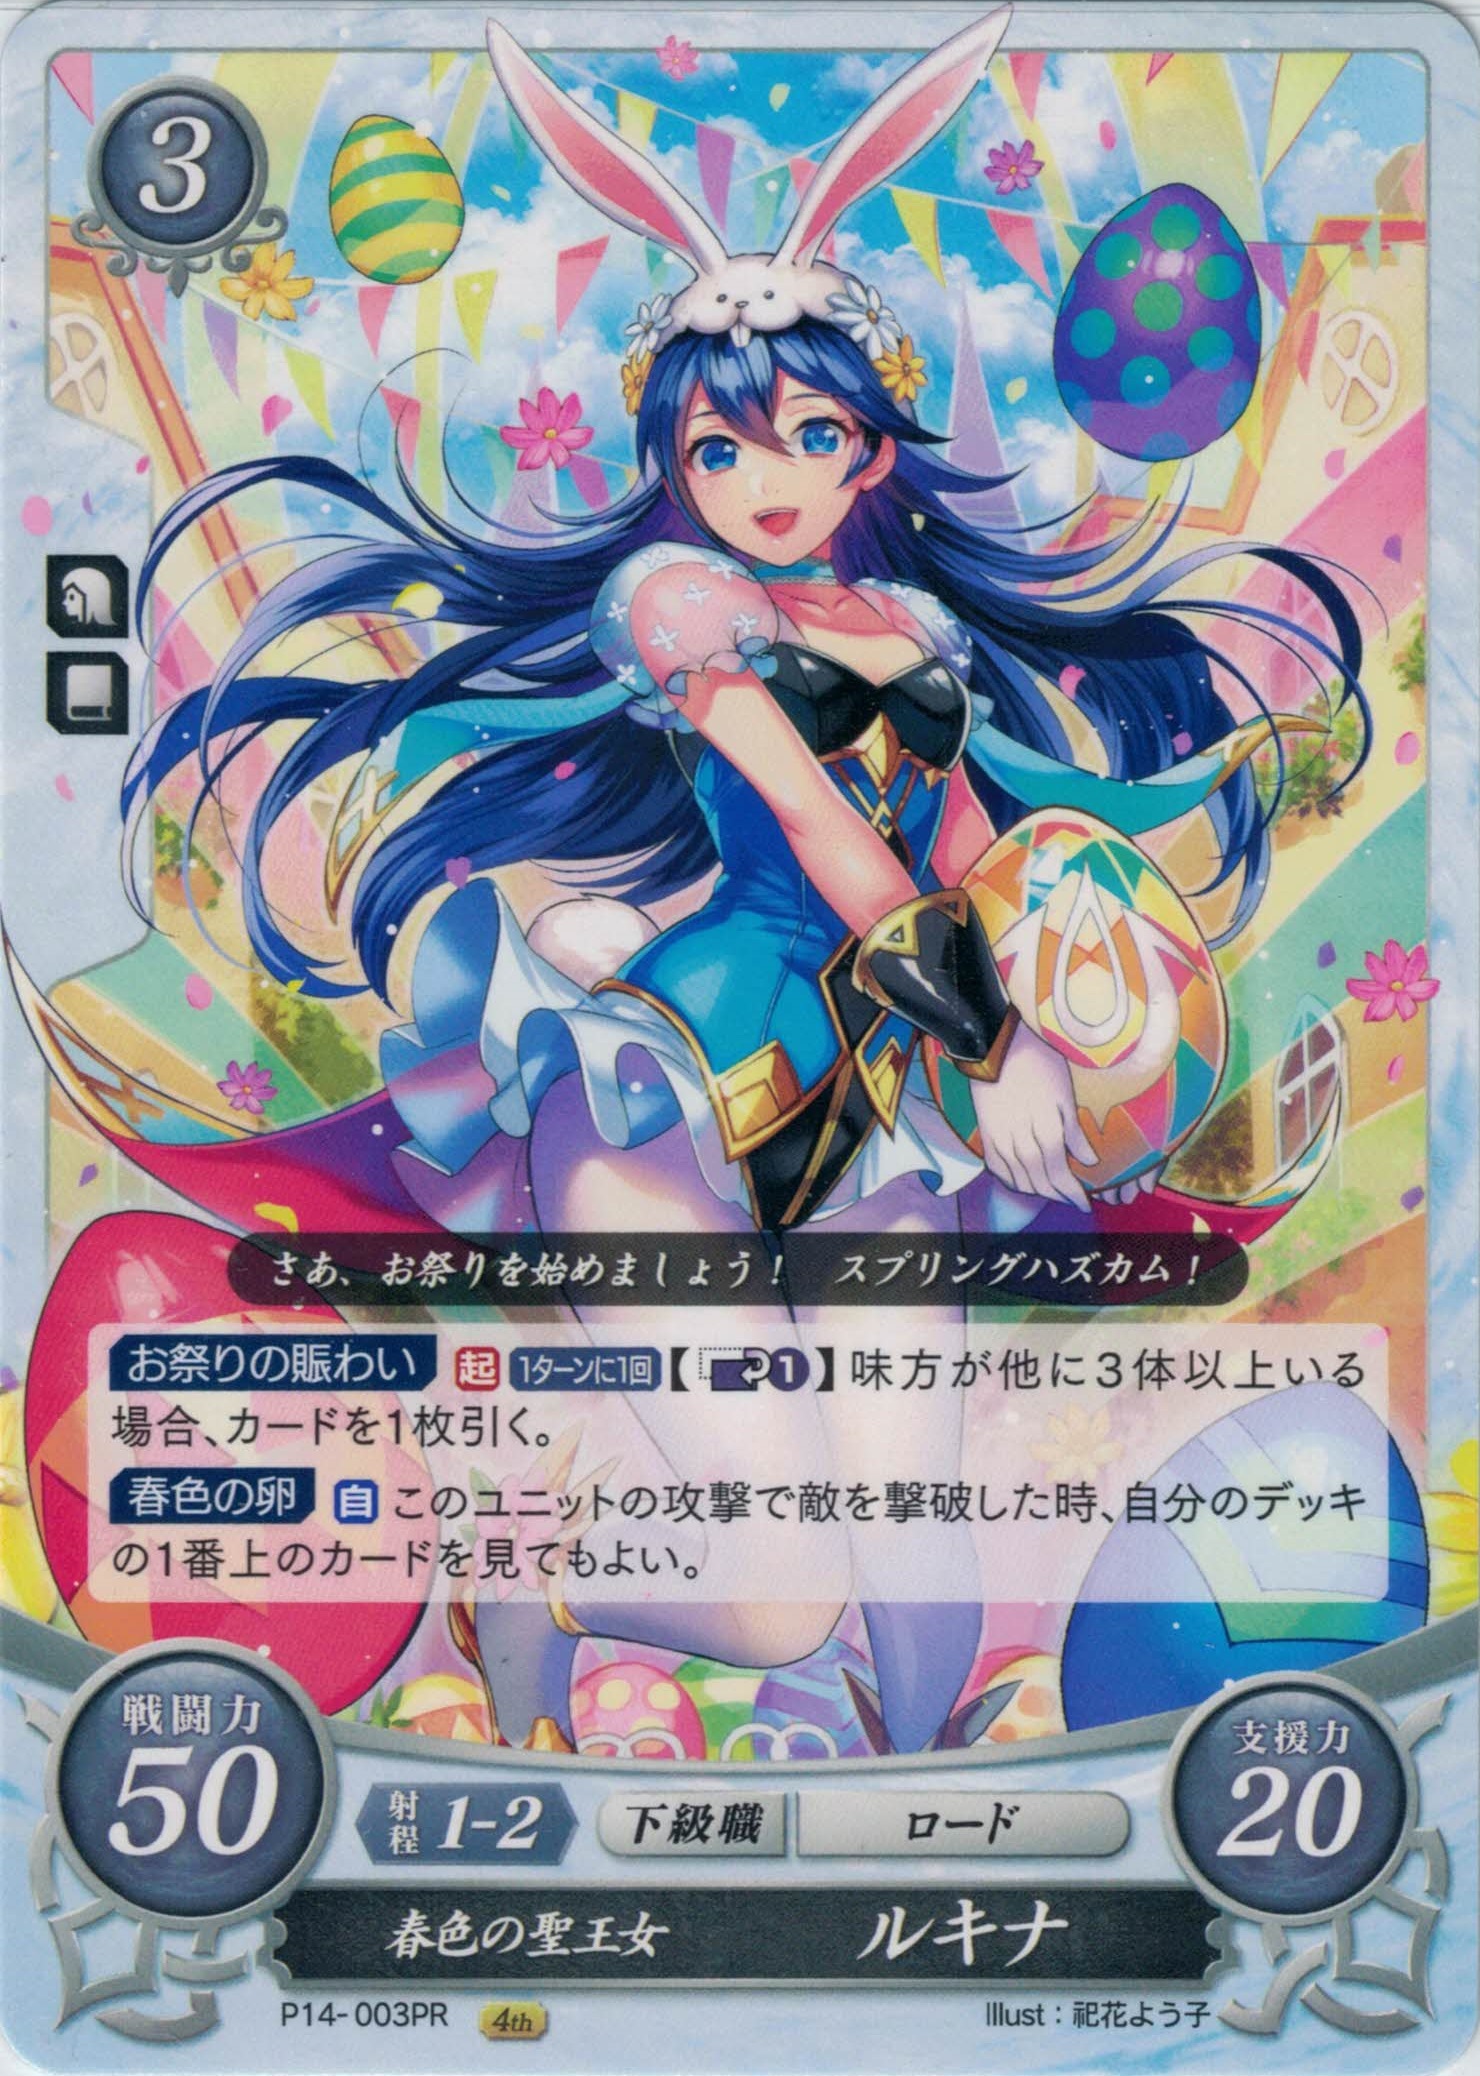 3
さあ、お祭りを始めましょう！　スプリングハズカム！
お祭りの賑わい 起 1ターンに1回【 1】味方が他に3体以上いる
場合、カードを1枚引く。
春色の卵 自 このユニットの攻撃で敵を撃破した時、自分のデッキ
の1番上のカードを見てもよい。
戦闘力
50
射程 1-2
下級職
ロード
支援力
20
春色の聖王女 ルキナ
P14-003PR 4th
Illust：祀花よう子